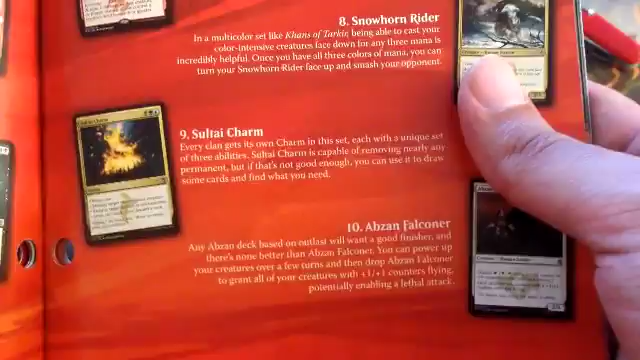 8. Snowhorn Rider
In a multicolor set like Khans of Tarkir, being able to cast your
color-intensive creatures face down for any three mana is
incredibly helpful. Once you have all three colors of mana, you can
turn your Snowhorn Rider face up and smash your opponent.
Sultai Charm
9. Sultai Charm
Every clan gets its own Charm in this set, each with a unique set
of three abilities. Sultai Charm is capable of removing nearly any
permanent, but if that's not good enough, you can use it to draw
some cards and find what you need.
10. Abzan Falconer
Any Abzan deck based on outlast will want a good finisher, and
there's none better than Abzan Falconer. You can power up
your creatures over a few turns and then drop Abzan Falconer
to grant all of your creatures with +1/+1 counters flying,
potentially enabling a lethal attack.